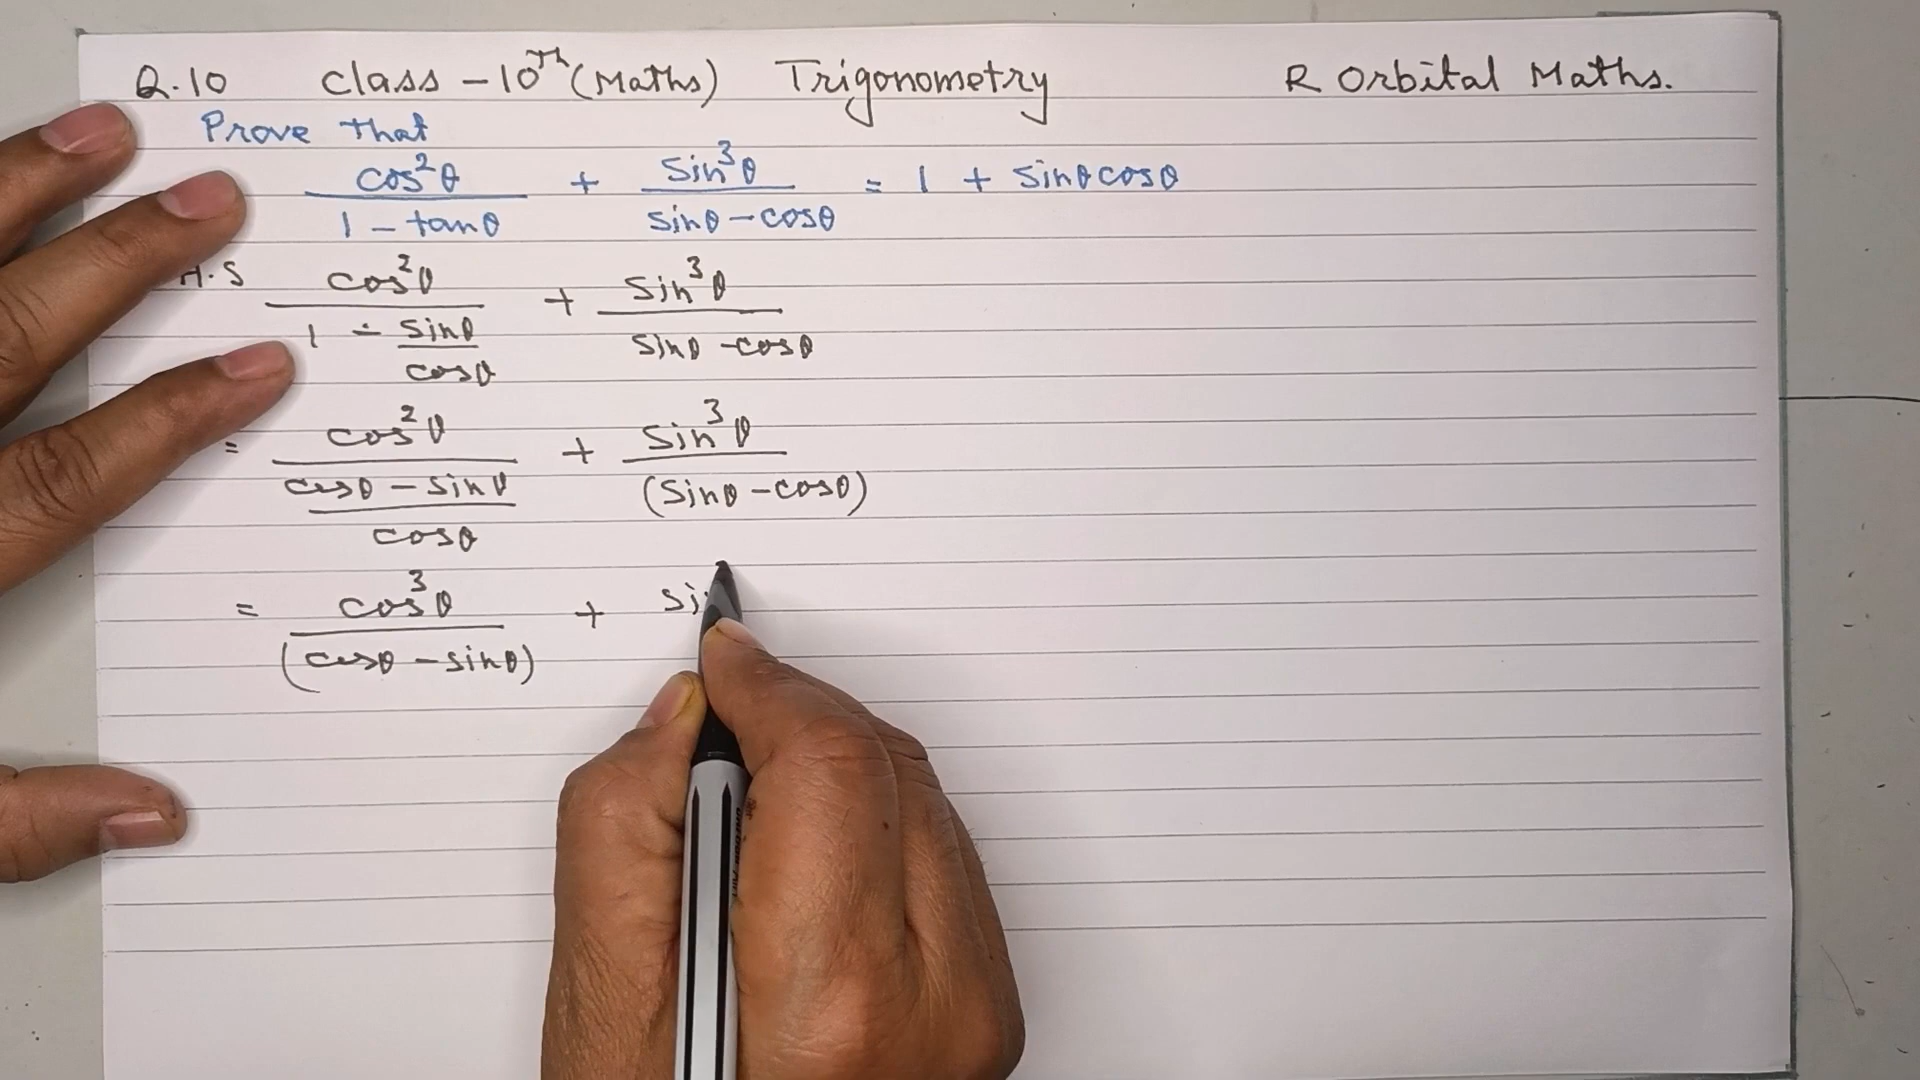 Q.10 Class - 10Th (Maths) Trigonometry R Orbital Maths.
Prove that
cos²θ / 1 - tanθ + sin³θ / sinθ - cosθ = 1 + sinθcosθ
H.S cos²θ / 1 - sinθ/cosθ + sin³θ / sinθ - cosθ
= cos²θ / cosθ - sinθ / cosθ + sin³θ / (sinθ - cosθ)
= cos³θ / (cosθ - sinθ) + si